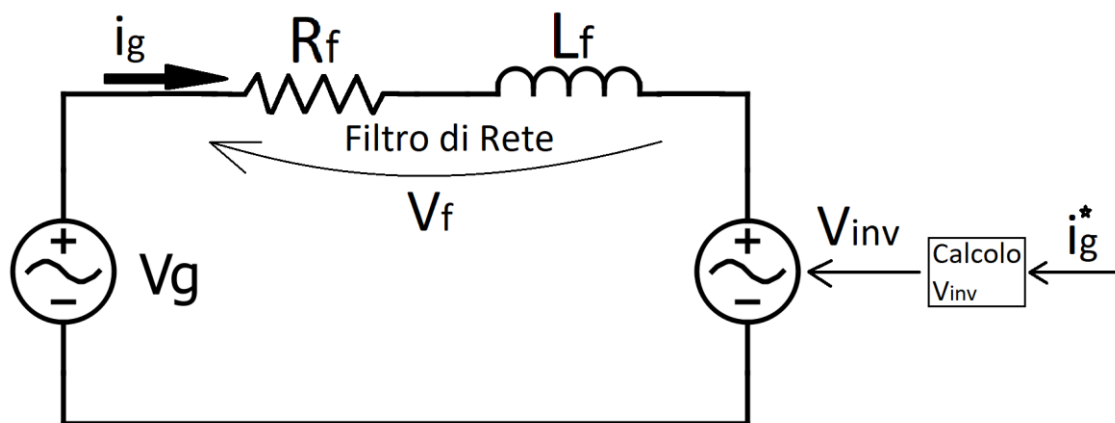 ig
Rf
Lf
Filtro di Rete
Vf
+
−
Vg
+
−
Vinv
Calcolo
Vinv
ig*